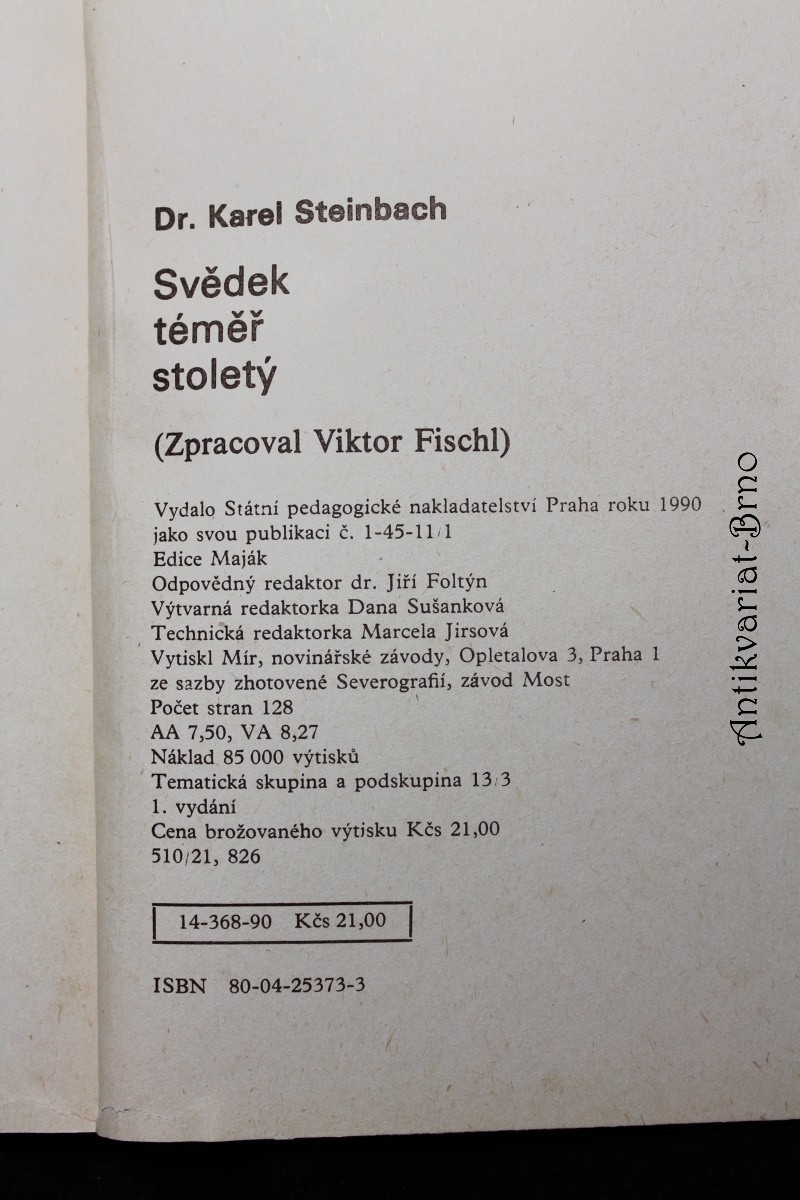 Dr. Karel Steinbach
Svědek
téměř
stoletý
(Zpracoval Viktor Fischl)
Vydalo Státní pedagogické nakladatelství Praha roku 1990
jako svou publikaci č. 1-45-11/1
Edice Maják
Odpovědný redaktor dr. Jiří Foltýn
Výtvarná redaktorka Dana Sušanková
Technická redaktorka Marcela Jirsová
Vytiskl Mír, novinářské závody, Opletalova 3, Praha 1
ze sazby zhotovené Severografií, závod Most
Počet stran 128
AA 7,50, VA 8,27
Náklad 85 000 výtisků
Tematická skupina a podskupina 13/3
1. vydání
Cena brožovaného výtisku Kčs 21,00
510/21, 826
14-368-90 Kčs 21,00
ISBN 80-04-25373-3
Antikvariat-Brno